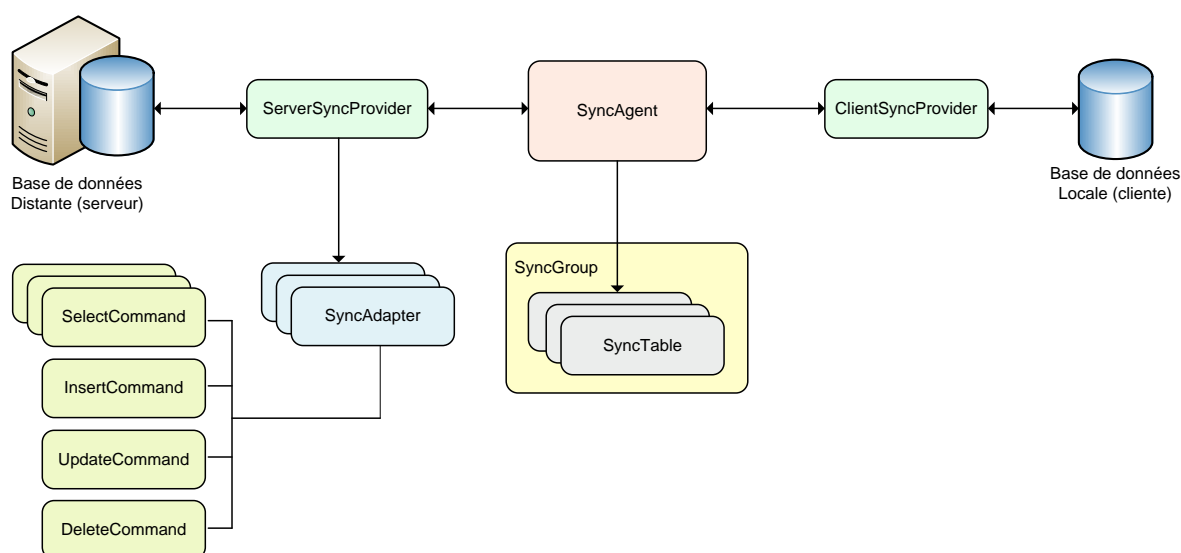 ServerSyncProvider
SyncAgent
ClientSyncProvider
Base de données
Distante (serveur)
Base de données
Locale (cliente)
SyncGroup
SelectCommand
SyncAdapter
SyncTable
InsertCommand
UpdateCommand
DeleteCommand